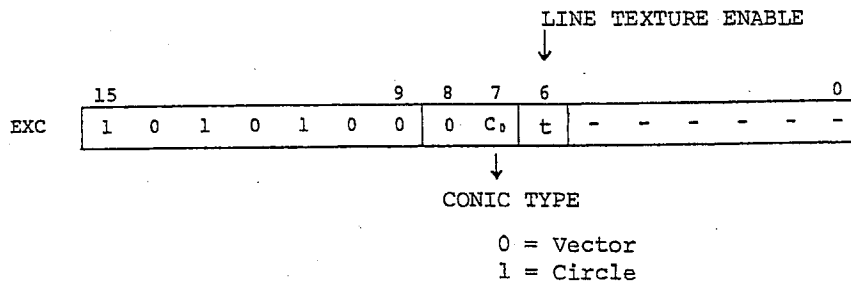 LINE TEXTURE ENABLE
15 9 8 7 6 0
EXC 1 0 1 0 1 0 0 0 C0 t - - - - - -
CONIC TYPE
0 = Vector
1 = Circle